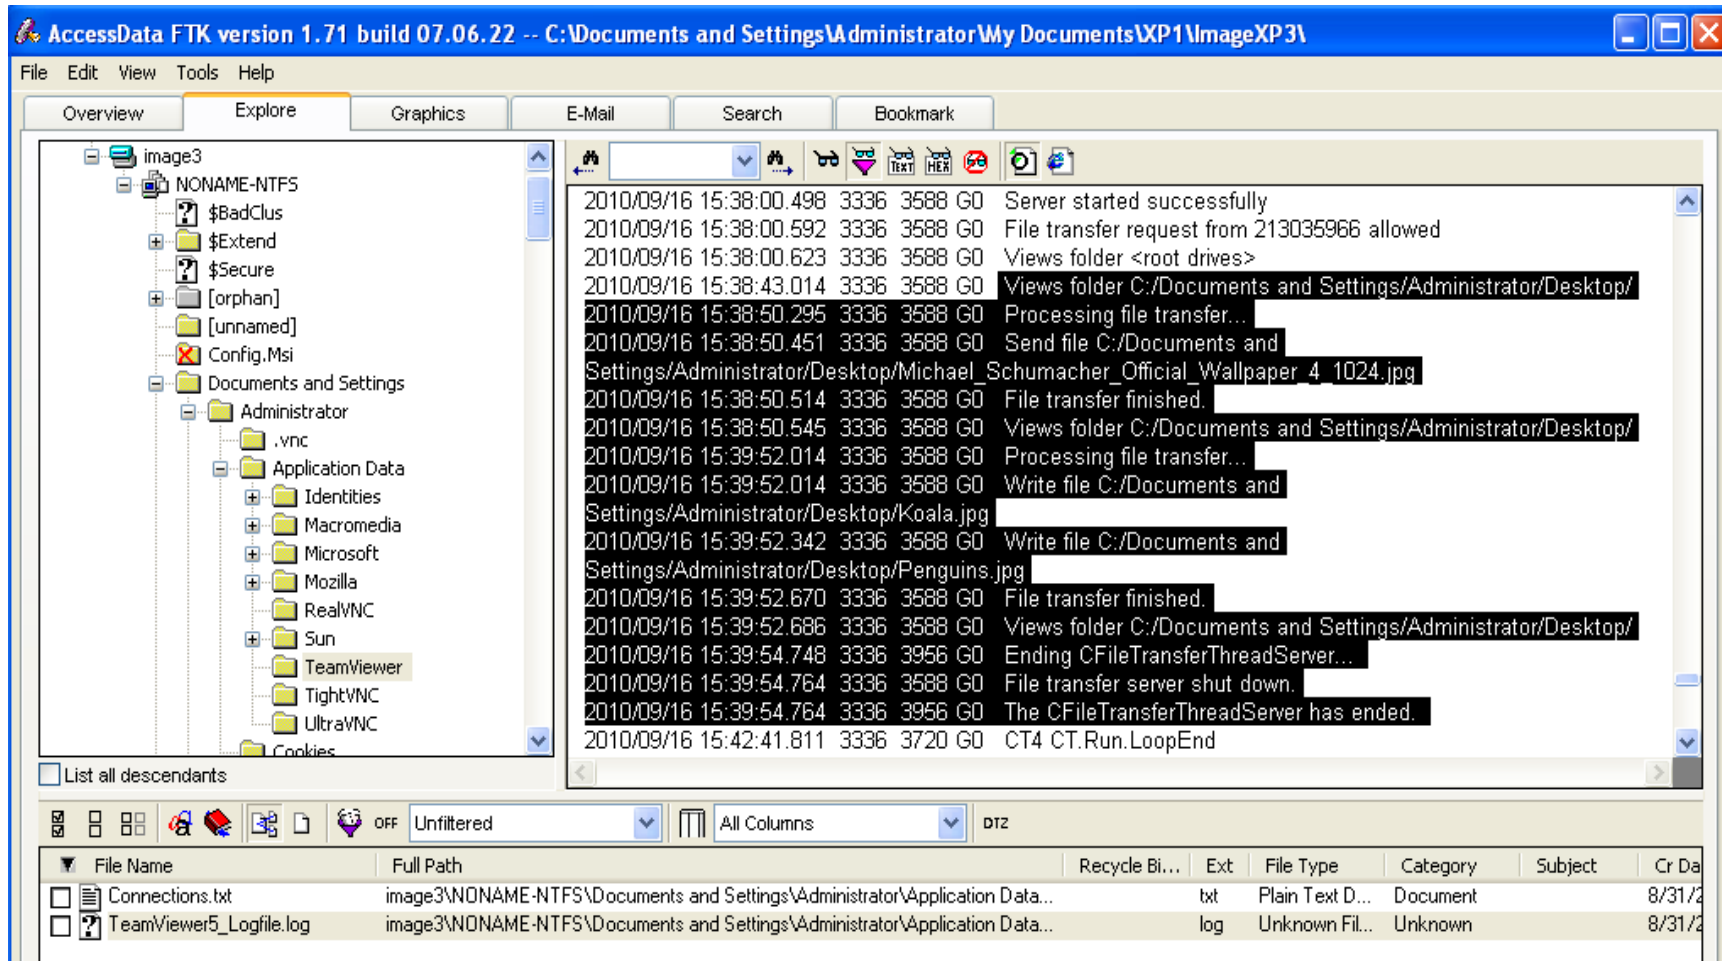 AccessData FTK version 1.71 build 07.06.22 -- C:\Documents and Settings\Administrator\My Documents\XP1\ImageXP3\
File Edit View Tools Help
Overview Explore Graphics E-Mail Search Bookmark
image3
NONAME-NTFS
$BadClus
$Extend
$Secure
[orphan]
[unnamed]
Config.Msi
Documents and Settings
Administrator
.vnc
Application Data
Identities
Macromedia
Microsoft
Mozilla
RealVNC
Sun
TeamViewer
TightVNC
UltraVNC
Cookies
List all descendants
TEXT HEX
2010/09/16 15:38:00.498 3336 3588 G0 Server started successfully
2010/09/16 15:38:00.592 3336 3588 G0 File transfer request from 213035966 allowed
2010/09/16 15:38:00.623 3336 3588 G0 Views folder <root drives>
2010/09/16 15:38:43.014 3336 3588 G0 Views folder C:/Documents and Settings/Administrator/Desktop/
2010/09/16 15:38:50.295 3336 3588 G0 Processing file transfer...
2010/09/16 15:38:50.451 3336 3588 G0 Send file C:/Documents and
Settings/Administrator/Desktop/Michael_Schumacher_Official_Wallpaper_4_1024.jpg
2010/09/16 15:38:50.514 3336 3588 G0 File transfer finished.
2010/09/16 15:38:50.545 3336 3588 G0 Views folder C:/Documents and Settings/Administrator/Desktop/
2010/09/16 15:39:52.014 3336 3588 G0 Processing file transfer...
2010/09/16 15:39:52.014 3336 3588 G0 Write file C:/Documents and
Settings/Administrator/Desktop/Koala.jpg
2010/09/16 15:39:52.342 3336 3588 G0 Write file C:/Documents and
Settings/Administrator/Desktop/Penguins.jpg
2010/09/16 15:39:52.670 3336 3588 G0 File transfer finished.
2010/09/16 15:39:52.686 3336 3588 G0 Views folder C:/Documents and Settings/Administrator/Desktop/
2010/09/16 15:39:54.748 3336 3956 G0 Ending CFileTransferThreadServer...
2010/09/16 15:39:54.764 3336 3588 G0 File transfer server shut down.
2010/09/16 15:39:54.764 3336 3956 G0 The CFileTransferThreadServer has ended.
2010/09/16 15:42:41.811 3336 3720 G0 CT4 CT.Run.LoopEnd
OFF Unfiltered All Columns DTZ
File Name Full Path Recycle Bi... Ext File Type Category Subject Cr Da
Connections.txt image3\NONAME-NTFS\Documents and Settings\Administrator\Application Data... txt Plain Text D... Document 8/31/2
TeamViewer5_Logfile.log image3\NONAME-NTFS\Documents and Settings\Administrator\Application Data... log Unknown Fil... Unknown 8/31/2